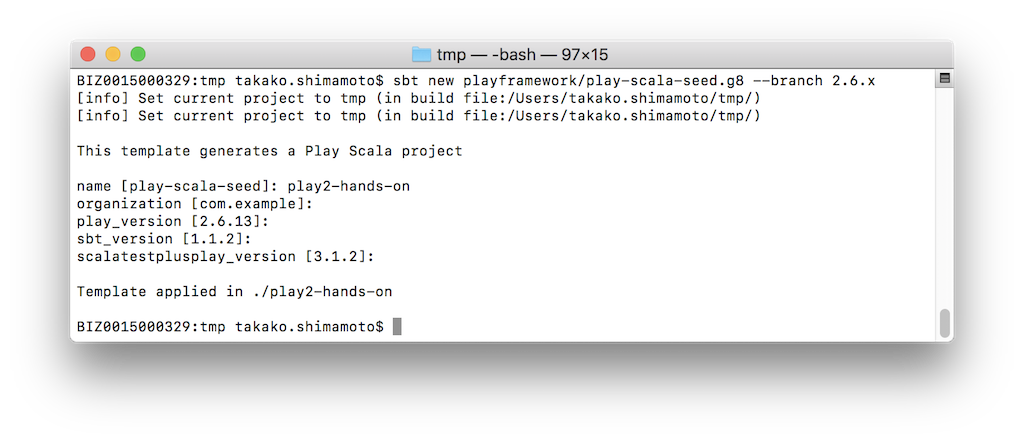 tmp — -bash — 97×15
BIZ0015000329:tmp takako.shimamoto$ sbt new playframework/play-scala-seed.g8 --branch 2.6.x
[info] Set current project to tmp (in build file:/Users/takako.shimamoto/tmp/)
[info] Set current project to tmp (in build file:/Users/takako.shimamoto/tmp/)
This template generates a Play Scala project
name [play-scala-seed]: play2-hands-on
organization [com.example]:
play_version [2.6.13]:
sbt_version [1.1.2]:
scalatestplusplay_version [3.1.2]:
Template applied in ./play2-hands-on
BIZ0015000329:tmp takako.shimamoto$